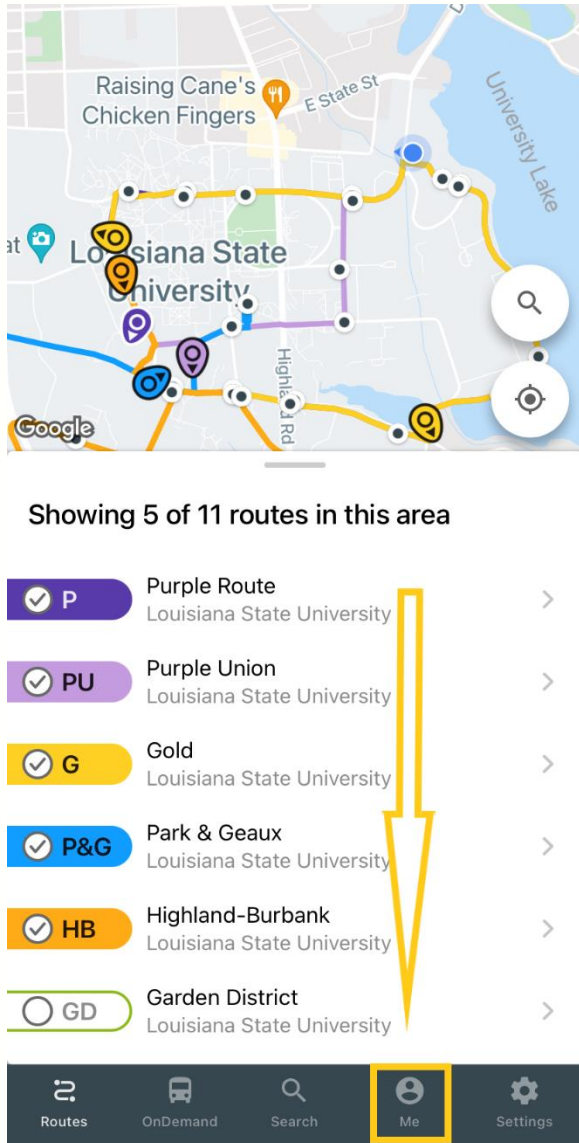 Raising Cane's
Chicken Fingers
E State St
D
University Lake
at
Louisiana State
University
Highland Rd
Google
Showing 5 of 11 routes in this area
P
Purple Route
Louisiana State University
PU
Purple Union
Louisiana State University
G
Gold
Louisiana State University
P&G
Park & Geaux
Louisiana State University
HB
Highland-Burbank
Louisiana State University
GD
Garden District
Louisiana State University
Routes
OnDemand
Search
Me
Settings